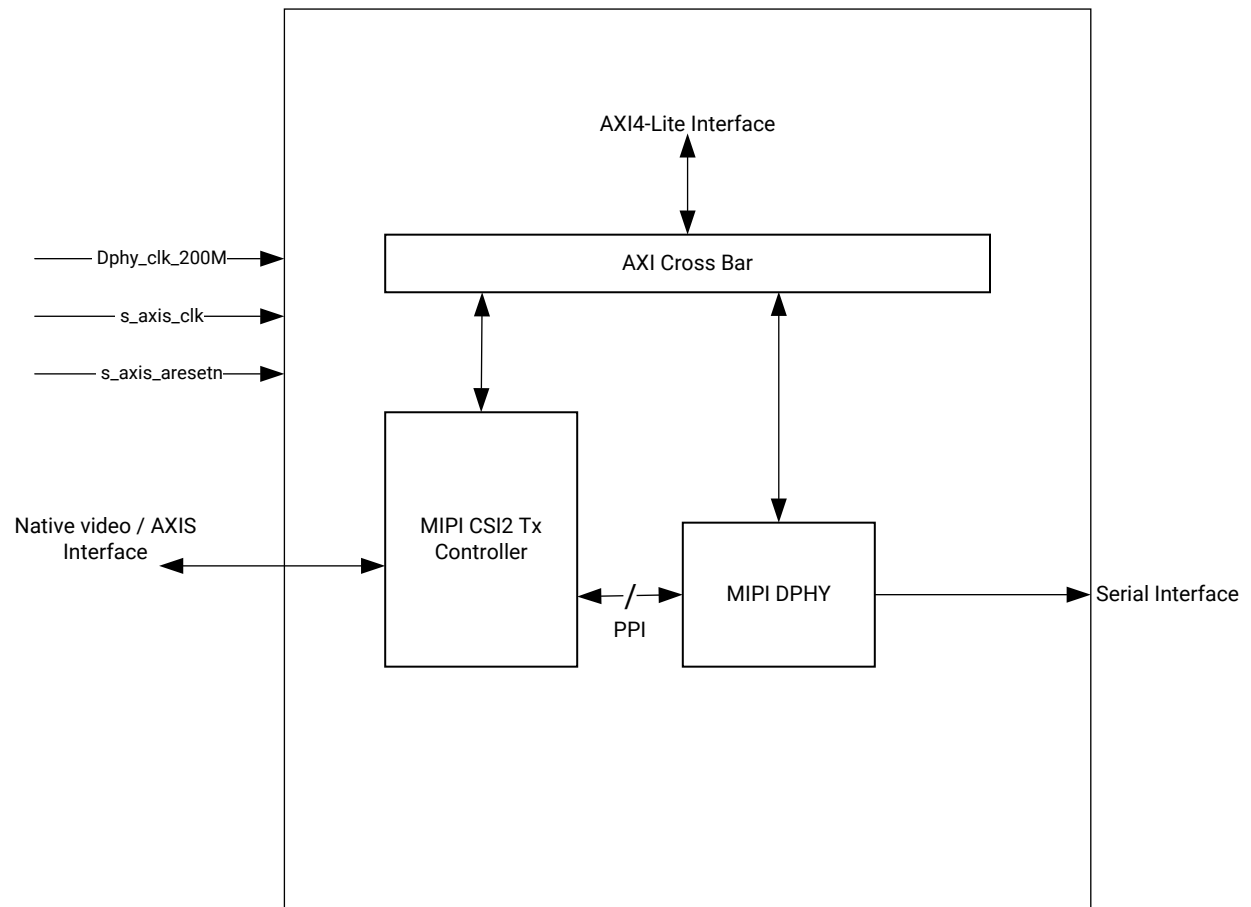 AXI4-Lite Interface
Dphy_clk_200M
AXI Cross Bar
s_axis_clk
s_axis_aresetn
Native video / AXIS
Interface
MIPI CSI2 Tx
Controller
/
PPI
MIPI DPHY
Serial Interface